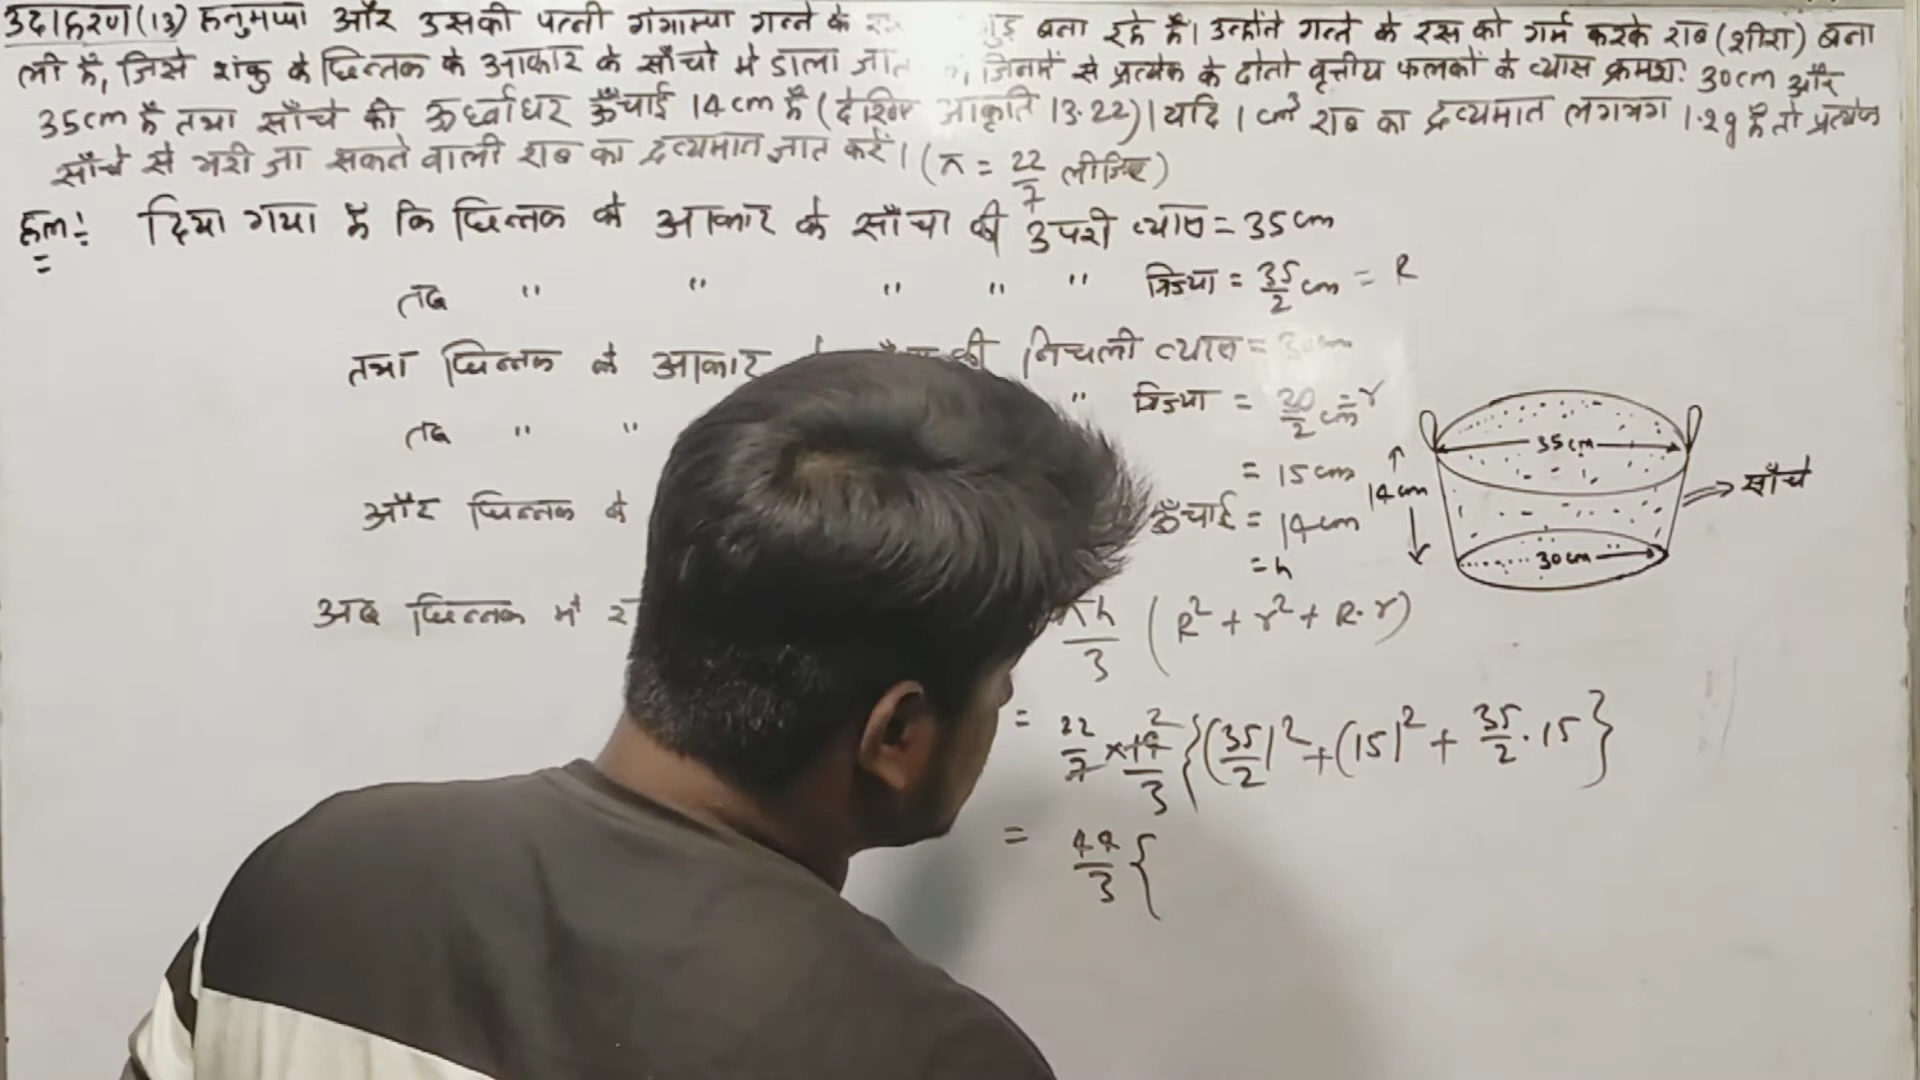 उदाहरण (13) हनुमप्पा और उसकी पत्नी गंगाम्मा गन्ने के बना रहे हैं। उन्होंने गन्ने के रस को गर्म करके राब (शीरा) बना
ली है, जिसे शंकु के छिन्नक के आकार के साँचो में डाला जाता जिनमें से प्रत्येक के दोनो वृत्तीय फलकों के व्यास क्रमशः 30cm और
35cm है तथा साँचे की ऊर्ध्वाधर ऊँचाई 14cm है (देखिए आकृति 13.22)। यदि 1 cm³ राब का द्रव्यमान लगभग 1.2g है तो प्रत्येक
साँचे से भरी जा सकने वाली राब का द्रव्यमान ज्ञात करें। (π = 22/7 लीजिए)
हल:- दिया गया है कि छिन्नक के आकार के साँचा की उपरी व्यास = 35cm
तब " " " " " त्रिज्या = 35/2 cm = R
तथा छिन्नक के आकार की निचली व्यास = 30cm
तब " " " त्रिज्या = 30/2 cm = r
= 15cm
और छिन्नक के ऊँचाई = 14cm
= h
अब छिन्नक में πh/3 (R² + r² + R.r)
= 22/7 × 14/3 {(35/2)² + (15)² + 35/2 . 15}
2
= 44/3 {
35cm
14cm
30cm
साँचे